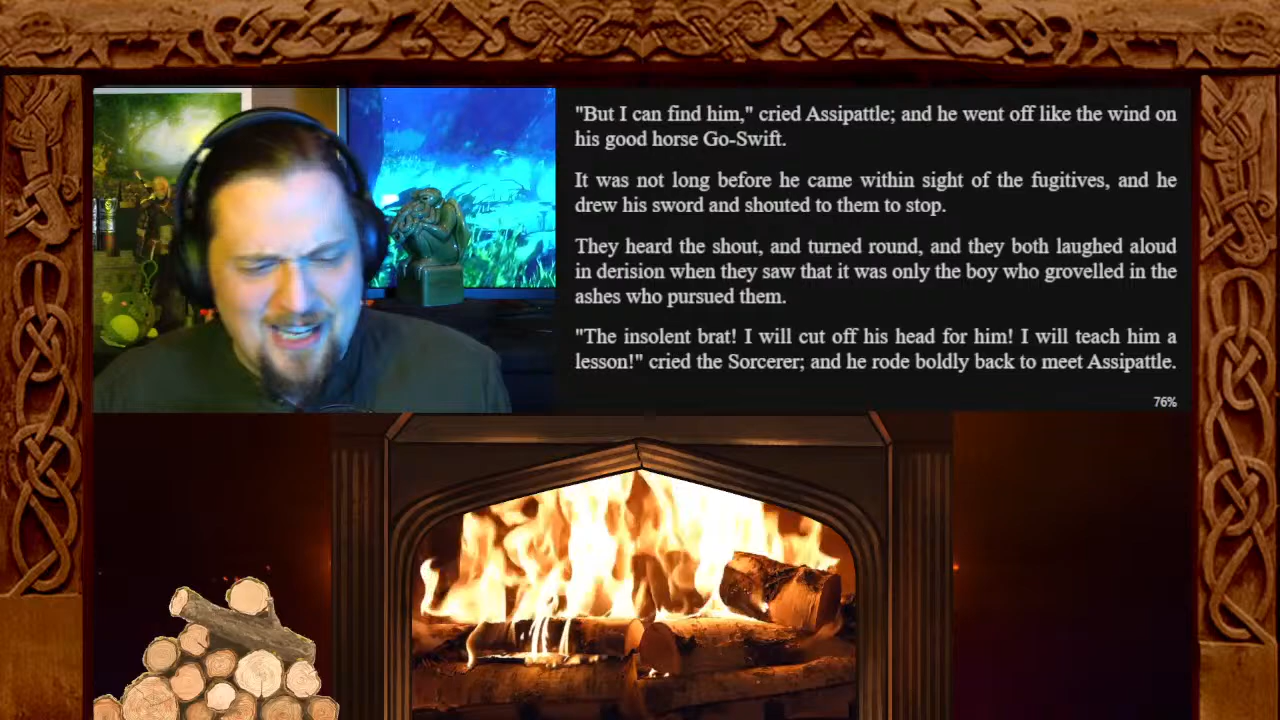 "But I can find him," cried Assipattle; and he went off like the wind on
his good horse Go-Swift.
It was not long before he came within sight of the fugitives, and he
drew his sword and shouted to them to stop.
They heard the shout, and turned round, and they both laughed aloud
in derision when they saw that it was only the boy who grovelled in the
ashes who pursued them.
"The insolent brat! I will cut off his head for him! I will teach him a
lesson!" cried the Sorcerer; and he rode boldly back to meet Assipattle.
76%